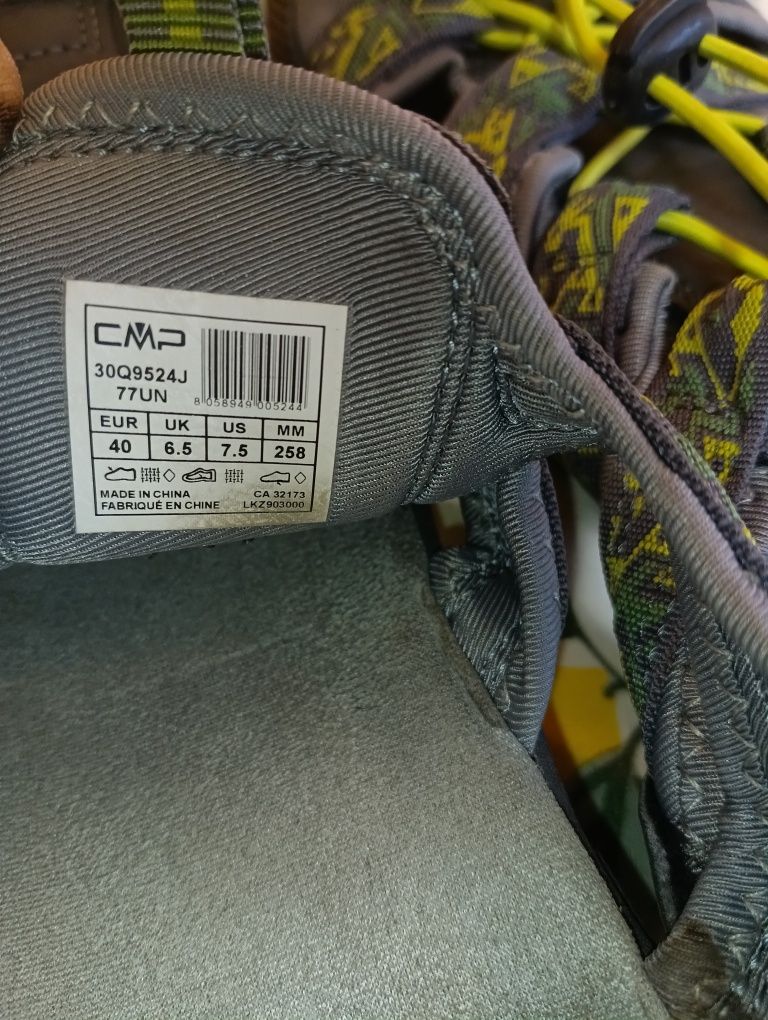 CMP
30Q9524J
77UN
8 058949 005244
EUR UK US MM
40 6.5 7.5 258
MADE IN CHINA CA 32173
FABRIQUÉ EN CHINE LKZ903000